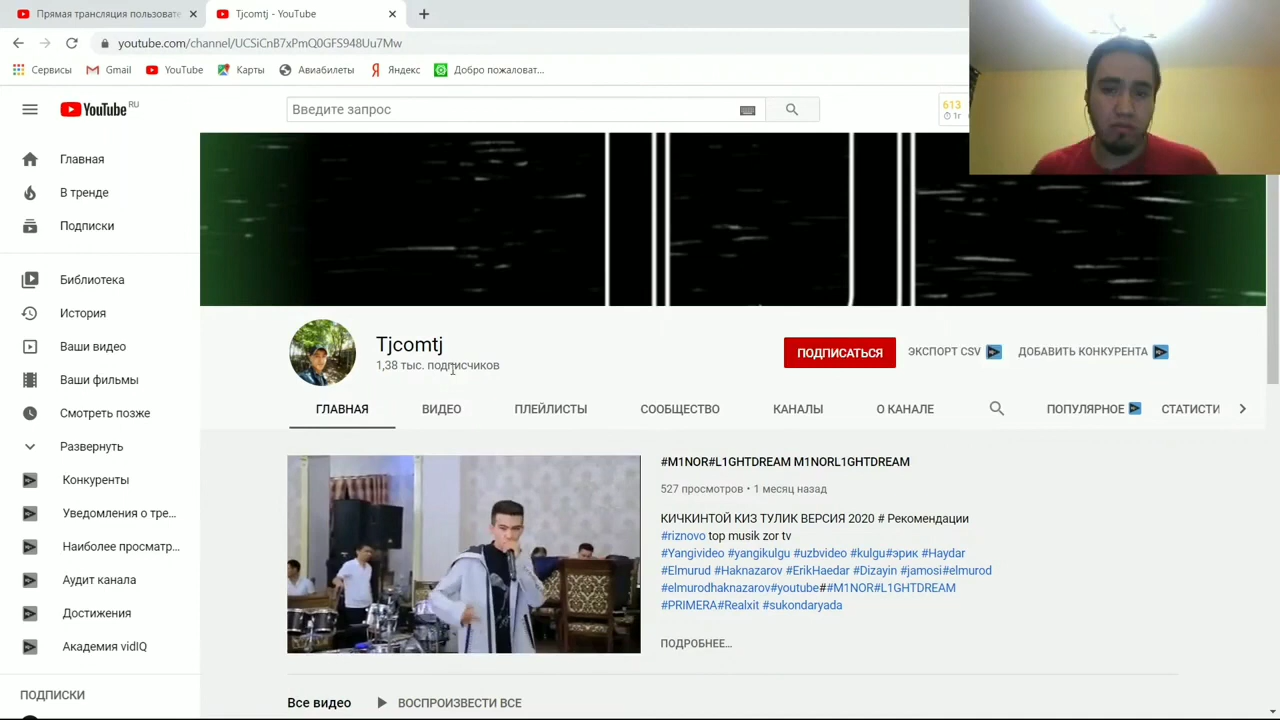 Прямая трансляция пользовате
Tjcomtj - YouTube
youtube.com/channel/UCSiCnB7xPmQ0GFS948Uu7Mw
Сервисы
Gmail
YouTube
Карты
Авиабилеты
Яндекс
Добро пожаловат...
YouTube RU
Введите запрос
613
1г
Главная
В тренде
Подписки
Библиотека
История
Ваши видео
Ваши фильмы
Смотреть позже
Развернуть
Конкуренты
Уведомления о тре...
Наиболее просматр...
Аудит канала
Достижения
Академия vidIQ
ПОДПИСКИ
Tjcomtj
1,38 тыс. подписчиков
ПОДПИСАТЬСЯ
ЭКСПОРТ CSV
ДОБАВИТЬ КОНКУРЕНТА
ГЛАВНАЯ
ВИДЕО
ПЛЕЙЛИСТЫ
СООБЩЕСТВО
КАНАЛЫ
О КАНАЛЕ
ПОПУЛЯРНОЕ
СТАТИСТИ
#M1NOR#L1GHTDREAM M1NORL1GHTDREAM
527 просмотров • 1 месяц назад
КИЧКИНТОЙ КИЗ ТУЛИК ВЕРСИЯ 2020 # Рекомендации
#riznovo top musik zor tv
#Yangivideo #yangikulgu #uzbvideo #kulgu#эрик #Haydar
#Elmurud #Haknazarov #ErikHaedar #Dizayin #jamosi#elmurod
#elmurodhaknazarov#youtube##M1NOR#L1GHTDREAM
#PRIMERA#Realxit #sukondaryada
ПОДРОБНЕЕ...
Все видео
ВОСПРОИЗВЕСТИ ВСЕ